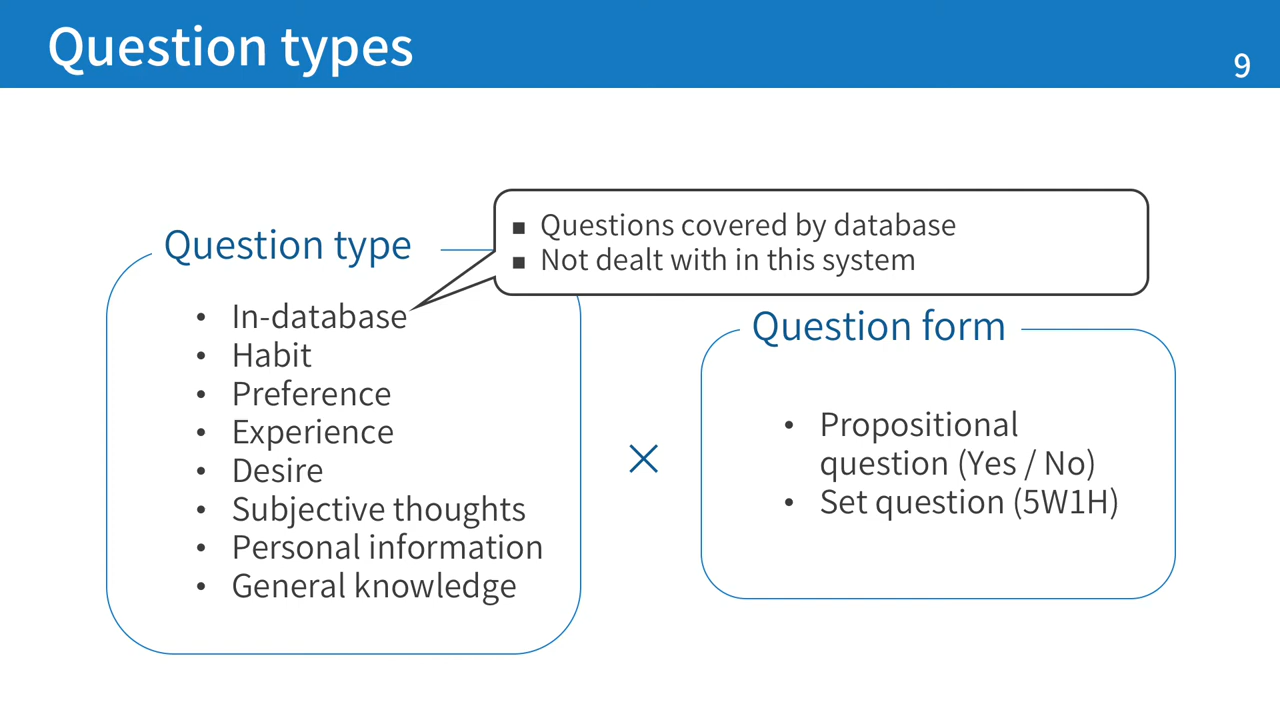 Question types
9
■ Questions covered by database
■ Not dealt with in this system
Question type
• In-database
• Habit
• Preference
• Experience
• Desire
• Subjective thoughts
• Personal information
• General knowledge
×
Question form
• Propositional
question (Yes / No)
• Set question (5W1H)